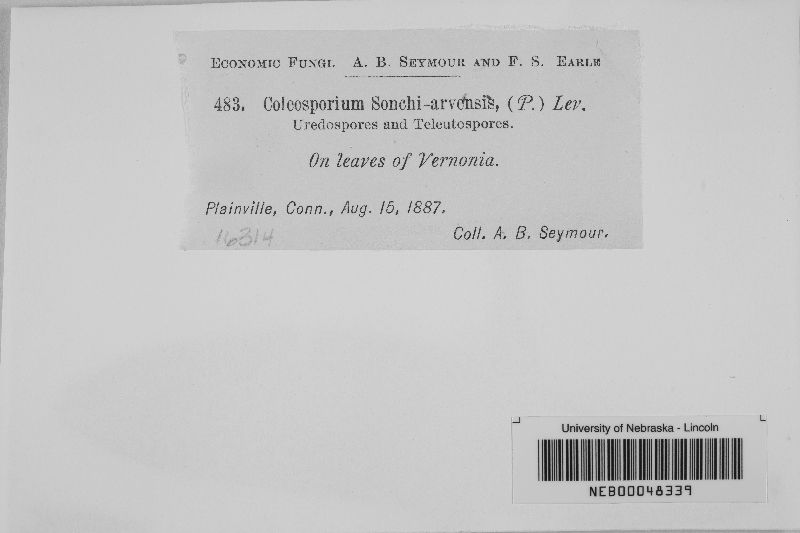 Economic Fungi. A. B. Seymour and F. S. Earle
483. Coleosporium Sonchi-arvensis, (P.) Lev.
Uredospores and Teleutospores.
On leaves of Vernonia.
Plainville, Conn., Aug. 15, 1887.
16314
Coll. A. B. Seymour.
University of Nebraska - Lincoln
NEB00048339